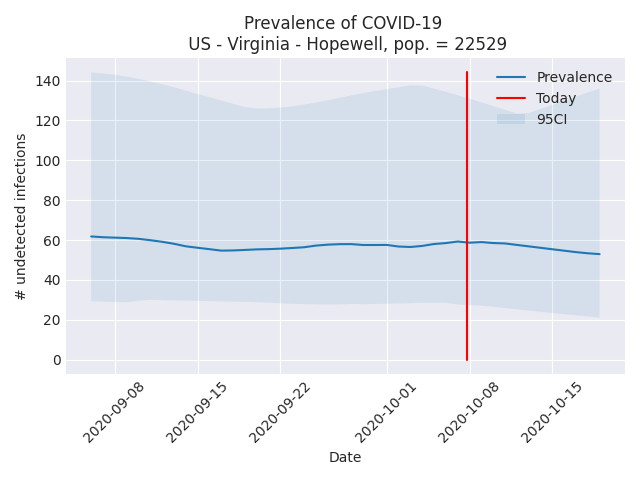 Prevalence of COVID-19
US - Virginia - Hopewell, pop. = 22529
# undetected infections
140
120
100
80
60
40
20
0
Prevalence
Today
95CI
2020-09-08
2020-09-15
2020-09-22
2020-10-01
2020-10-08
2020-10-15
Date